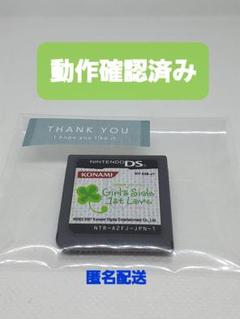 動作確認済み
THANK YOU
I hope you like it
NINTENDO DS
KONAMI
Girl's Side
1st Love
NTR-AZFJ-JPN-1
匿名配送